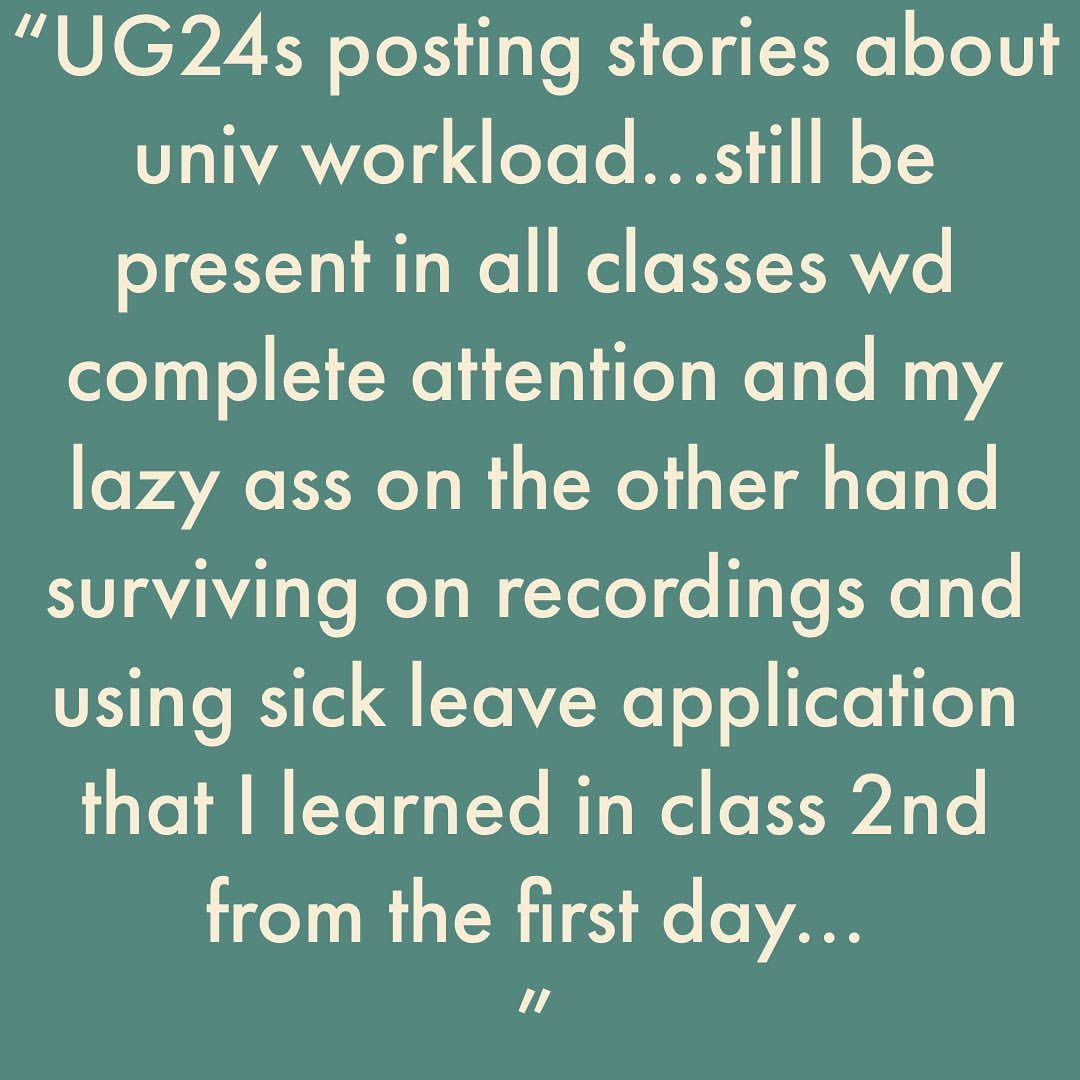 “UG24s posting stories about
univ workload...still be
present in all classes wd
complete attention and my
lazy ass on the other hand
surviving on recordings and
using sick leave application
that I learned in class 2nd
from the first day...
”